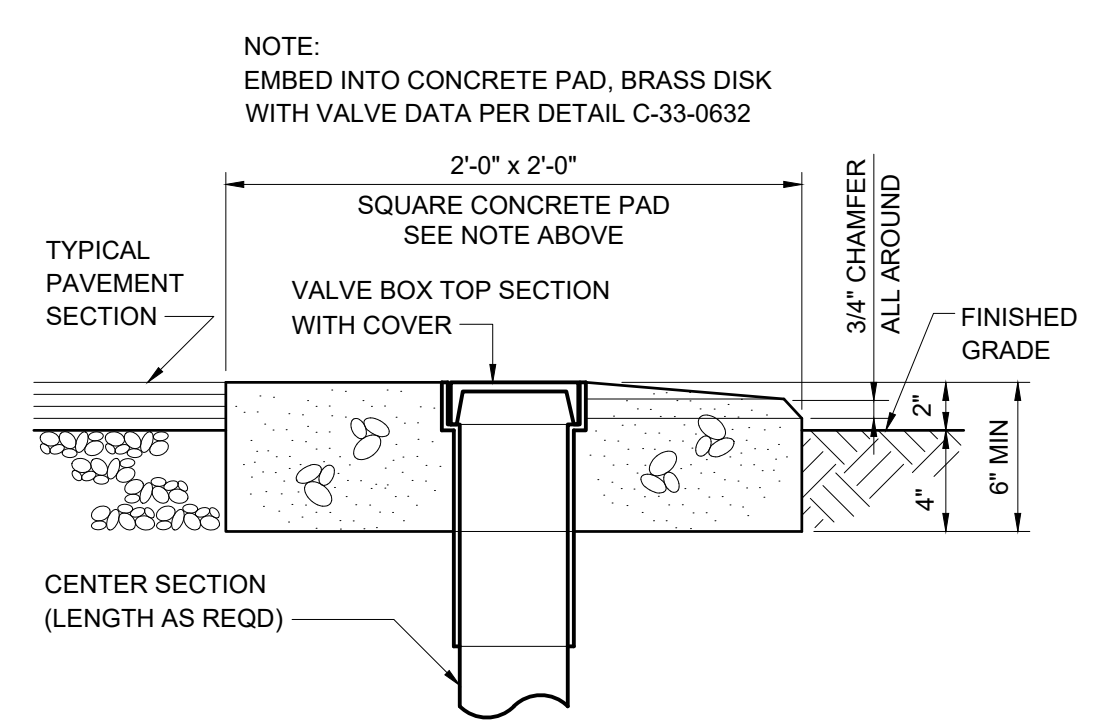 NOTE:
EMBED INTO CONCRETE PAD, BRASS DISK
WITH VALVE DATA PER DETAIL C-33-0632
2'-0" x 2'-0"
SQUARE CONCRETE PAD
SEE NOTE ABOVE
TYPICAL
PAVEMENT
SECTION
VALVE BOX TOP SECTION
WITH COVER
3/4" CHAMFER
ALL AROUND
FINISHED
GRADE
2"
4"
6" MIN
CENTER SECTION
(LENGTH AS REQD)